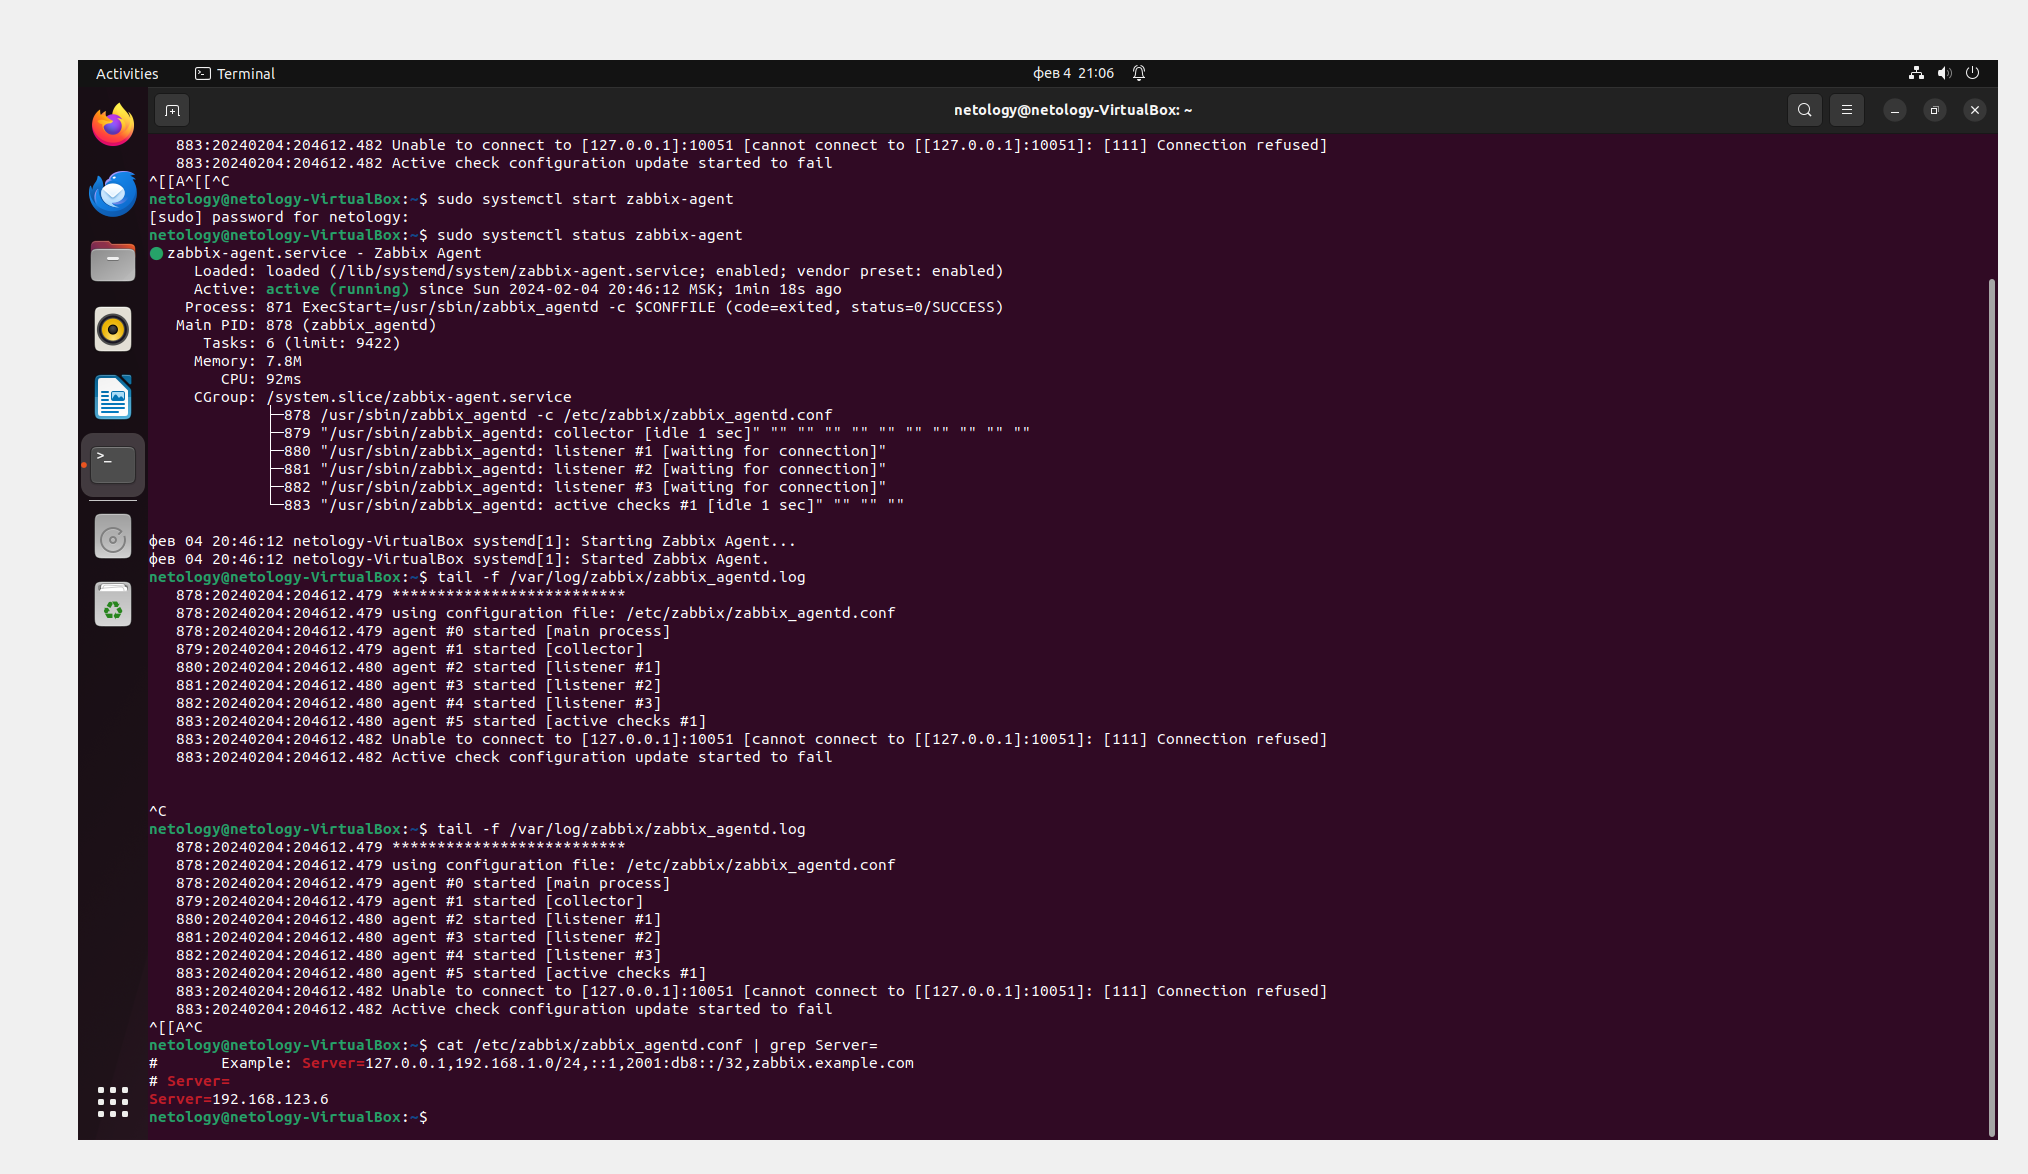 Activities Terminal фев 4 21:06
netology@netology-VirtualBox: ~
883:20240204:204612.482 Unable to connect to [127.0.0.1]:10051 [cannot connect to [[127.0.0.1]:10051]: [111] Connection refused]
883:20240204:204612.482 Active check configuration update started to fail
^[[A^[[^C
netology@netology-VirtualBox:~$ sudo systemctl start zabbix-agent
[sudo] password for netology:
netology@netology-VirtualBox:~$ sudo systemctl status zabbix-agent
zabbix-agent.service - Zabbix Agent
Loaded: loaded (/lib/systemd/system/zabbix-agent.service; enabled; vendor preset: enabled)
Active: active (running) since Sun 2024-02-04 20:46:12 MSK; 1min 18s ago
Process: 871 ExecStart=/usr/sbin/zabbix_agentd -c $CONFFILE (code=exited, status=0/SUCCESS)
Main PID: 878 (zabbix_agentd)
Tasks: 6 (limit: 9422)
Memory: 7.8M
CPU: 92ms
CGroup: /system.slice/zabbix-agent.service
├─878 /usr/sbin/zabbix_agentd -c /etc/zabbix/zabbix_agentd.conf
├─879 "/usr/sbin/zabbix_agentd: collector [idle 1 sec]" "" "" "" "" "" "" "" "" "" ""
├─880 "/usr/sbin/zabbix_agentd: listener #1 [waiting for connection]"
├─881 "/usr/sbin/zabbix_agentd: listener #2 [waiting for connection]"
├─882 "/usr/sbin/zabbix_agentd: listener #3 [waiting for connection]"
└─883 "/usr/sbin/zabbix_agentd: active checks #1 [idle 1 sec]" "" "" ""
фев 04 20:46:12 netology-VirtualBox systemd[1]: Starting Zabbix Agent...
фев 04 20:46:12 netology-VirtualBox systemd[1]: Started Zabbix Agent.
netology@netology-VirtualBox:~$ tail -f /var/log/zabbix/zabbix_agentd.log
878:20240204:204612.479 **************************
878:20240204:204612.479 using configuration file: /etc/zabbix/zabbix_agentd.conf
878:20240204:204612.479 agent #0 started [main process]
879:20240204:204612.479 agent #1 started [collector]
880:20240204:204612.480 agent #2 started [listener #1]
881:20240204:204612.480 agent #3 started [listener #2]
882:20240204:204612.480 agent #4 started [listener #3]
883:20240204:204612.480 agent #5 started [active checks #1]
883:20240204:204612.482 Unable to connect to [127.0.0.1]:10051 [cannot connect to [[127.0.0.1]:10051]: [111] Connection refused]
883:20240204:204612.482 Active check configuration update started to fail
^C
netology@netology-VirtualBox:~$ tail -f /var/log/zabbix/zabbix_agentd.log
878:20240204:204612.479 **************************
878:20240204:204612.479 using configuration file: /etc/zabbix/zabbix_agentd.conf
878:20240204:204612.479 agent #0 started [main process]
879:20240204:204612.479 agent #1 started [collector]
880:20240204:204612.480 agent #2 started [listener #1]
881:20240204:204612.480 agent #3 started [listener #2]
882:20240204:204612.480 agent #4 started [listener #3]
883:20240204:204612.480 agent #5 started [active checks #1]
883:20240204:204612.482 Unable to connect to [127.0.0.1]:10051 [cannot connect to [[127.0.0.1]:10051]: [111] Connection refused]
883:20240204:204612.482 Active check configuration update started to fail
^[[A^C
netology@netology-VirtualBox:~$ cat /etc/zabbix/zabbix_agentd.conf | grep Server=
# Example: Server=127.0.0.1,192.168.1.0/24,::1,2001:db8::/32,zabbix.example.com
# Server=
Server=192.168.123.6
netology@netology-VirtualBox:~$